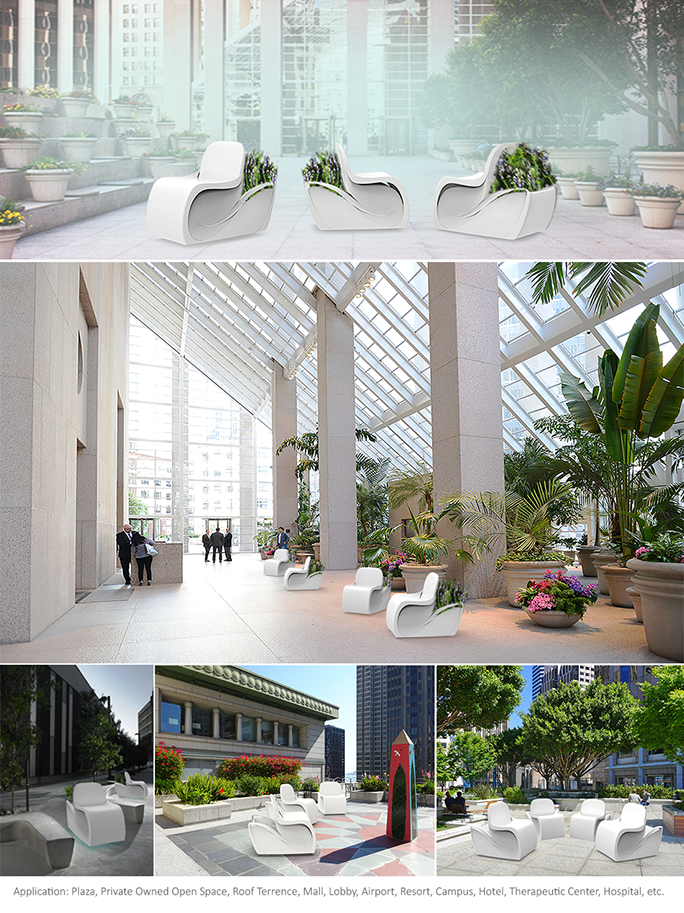 Application: Plaza, Private Owned Open Space, Roof Terrence, Mall, Lobby, Airport, Resort, Campus, Hotel, Therapeutic Center, Hospital, etc.